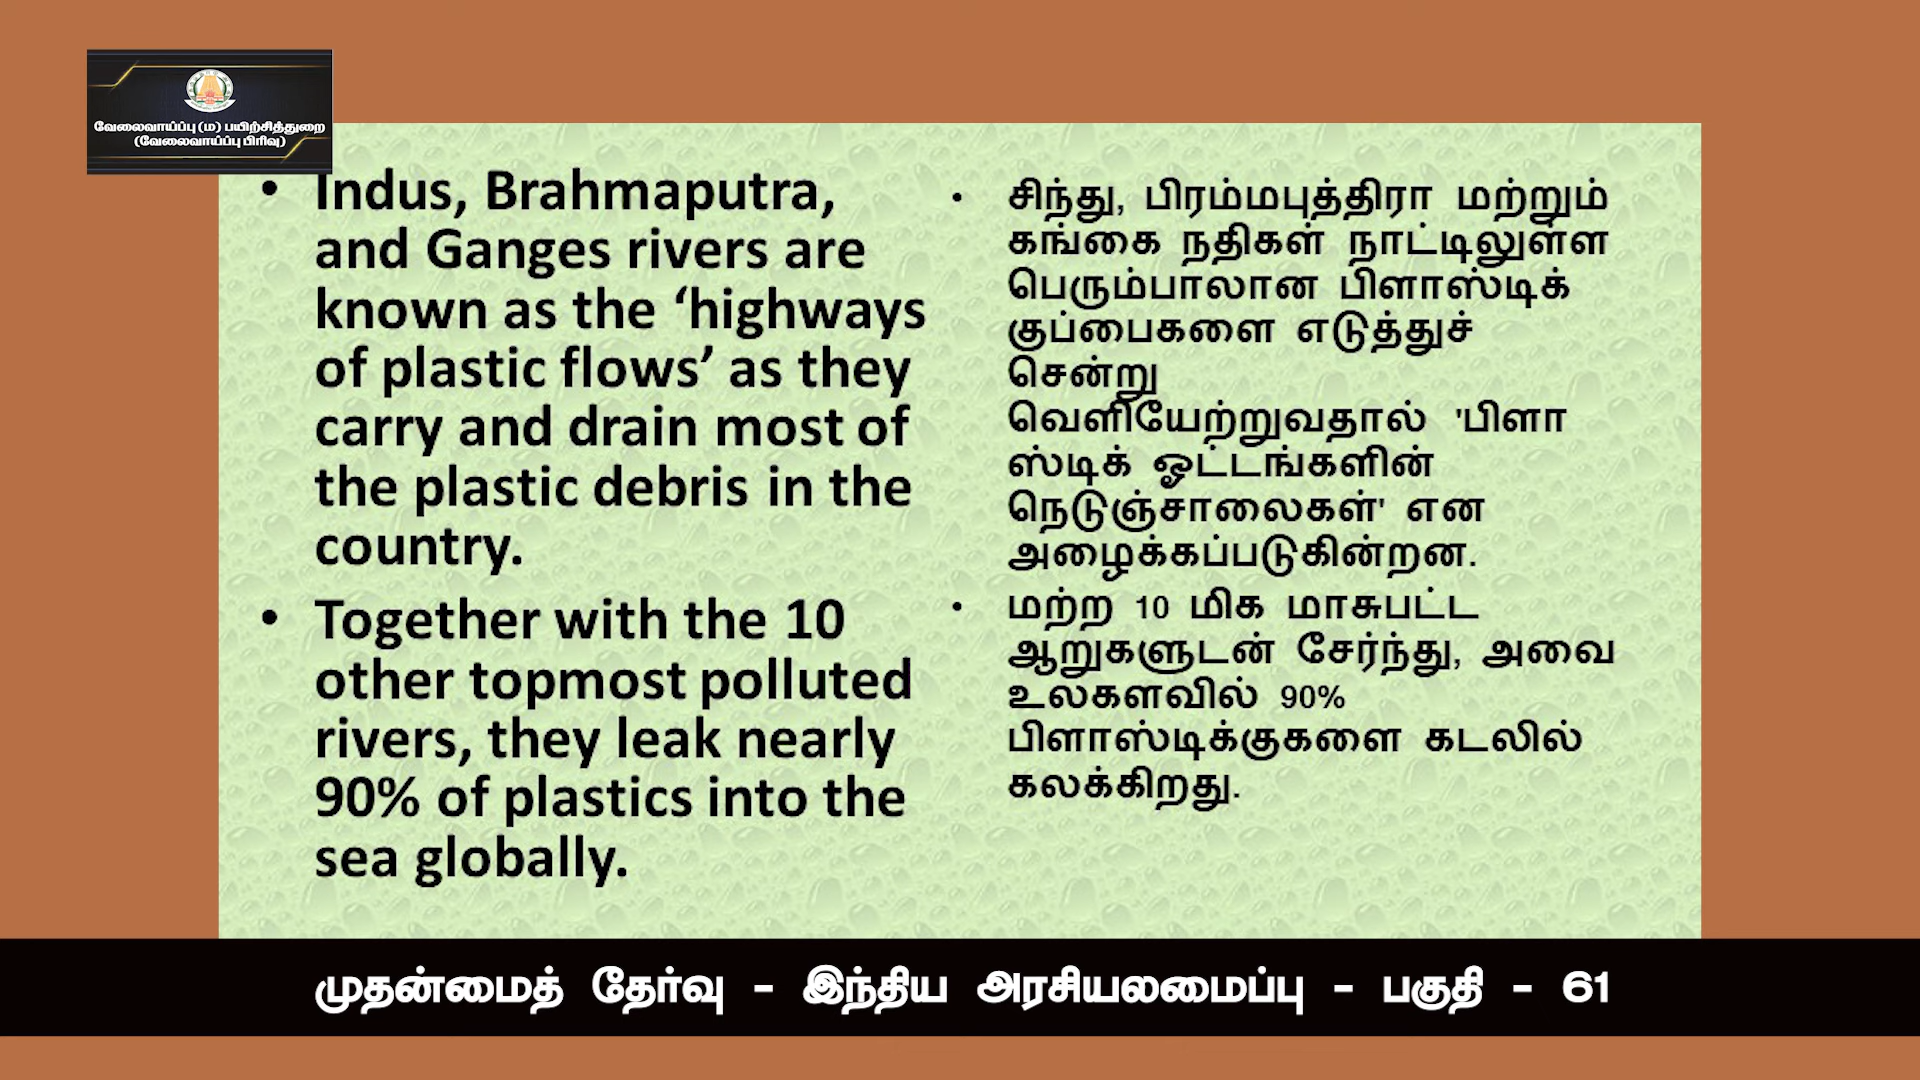 வேலைவாய்ப்பு (ம) பயிற்சித்துறை
(வேலைவாய்ப்பு பிரிவு)
• Indus, Brahmaputra,
and Ganges rivers are
known as the ‘highways
of plastic flows’ as they
carry and drain most of
the plastic debris in the
country.
• Together with the 10
other topmost polluted
rivers, they leak nearly
90% of plastics into the
sea globally.
• சிந்து, பிரம்மபுத்திரா மற்றும்
கங்கை நதிகள் நாட்டிலுள்ள
பெரும்பாலான பிளாஸ்டிக்
குப்பைகளை எடுத்துச்
சென்று
வெளியேற்றுவதால் 'பிளா
ஸ்டிக் ஓட்டங்களின்
நெடுஞ்சாலைகள்' என
அழைக்கப்படுகின்றன.
• மற்ற 10 மிக மாசுபட்ட
ஆறுகளுடன் சேர்ந்து, அவை
உலகளவில் 90%
பிளாஸ்டிக்குகளை கடலில்
கலக்கிறது.
முதன்மைத் தேர்வு - இந்திய அரசியலமைப்பு - பகுதி - 61